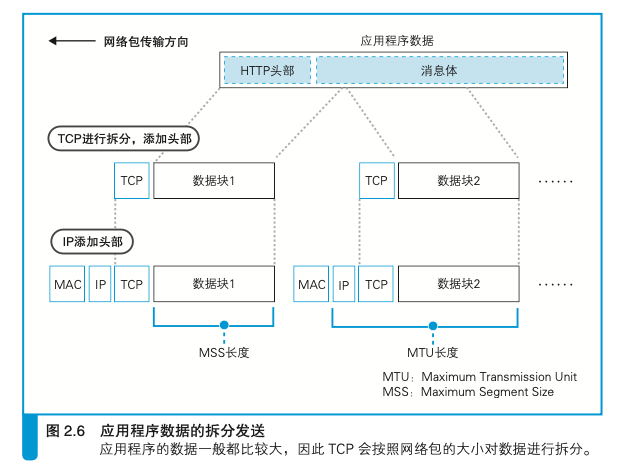 网络包传输方向
应用程序数据
HTTP头部 消息体
TCP进行拆分，添加头部
TCP 数据块1 TCP 数据块2 ······
IP添加头部
MAC IP TCP 数据块1 MAC IP TCP 数据块2 ······
MSS长度 MTU长度
MTU：Maximum Transmission Unit
MSS：Maximum Segment Size
图 2.6 应用程序数据的拆分发送
应用程序的数据一般都比较大，因此 TCP 会按照网络包的大小对数据进行拆分。